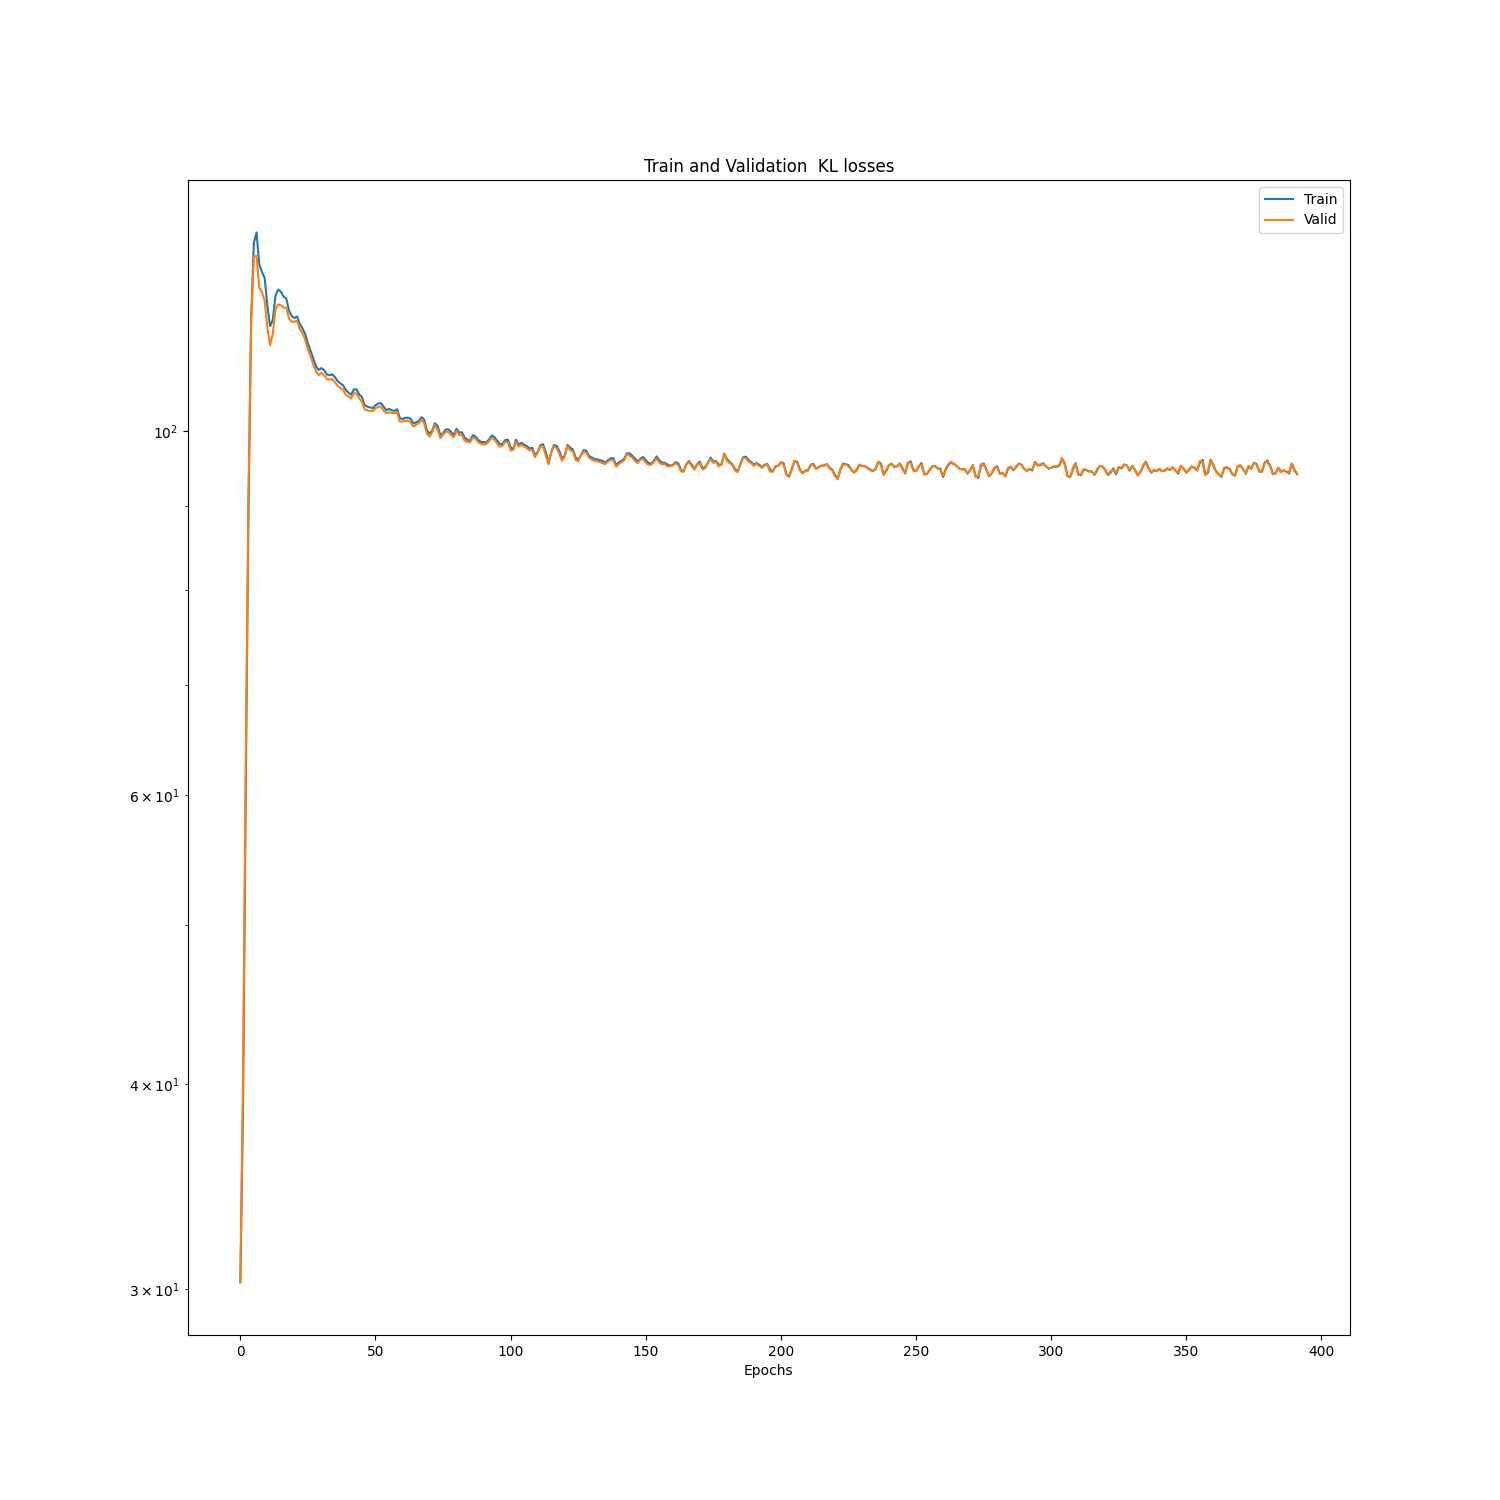 Train and Validation  KL losses
Train
Valid
10²
6 × 10¹
4 × 10¹
3 × 10¹
0 50 100 150 200 250 300 350 400
Epochs